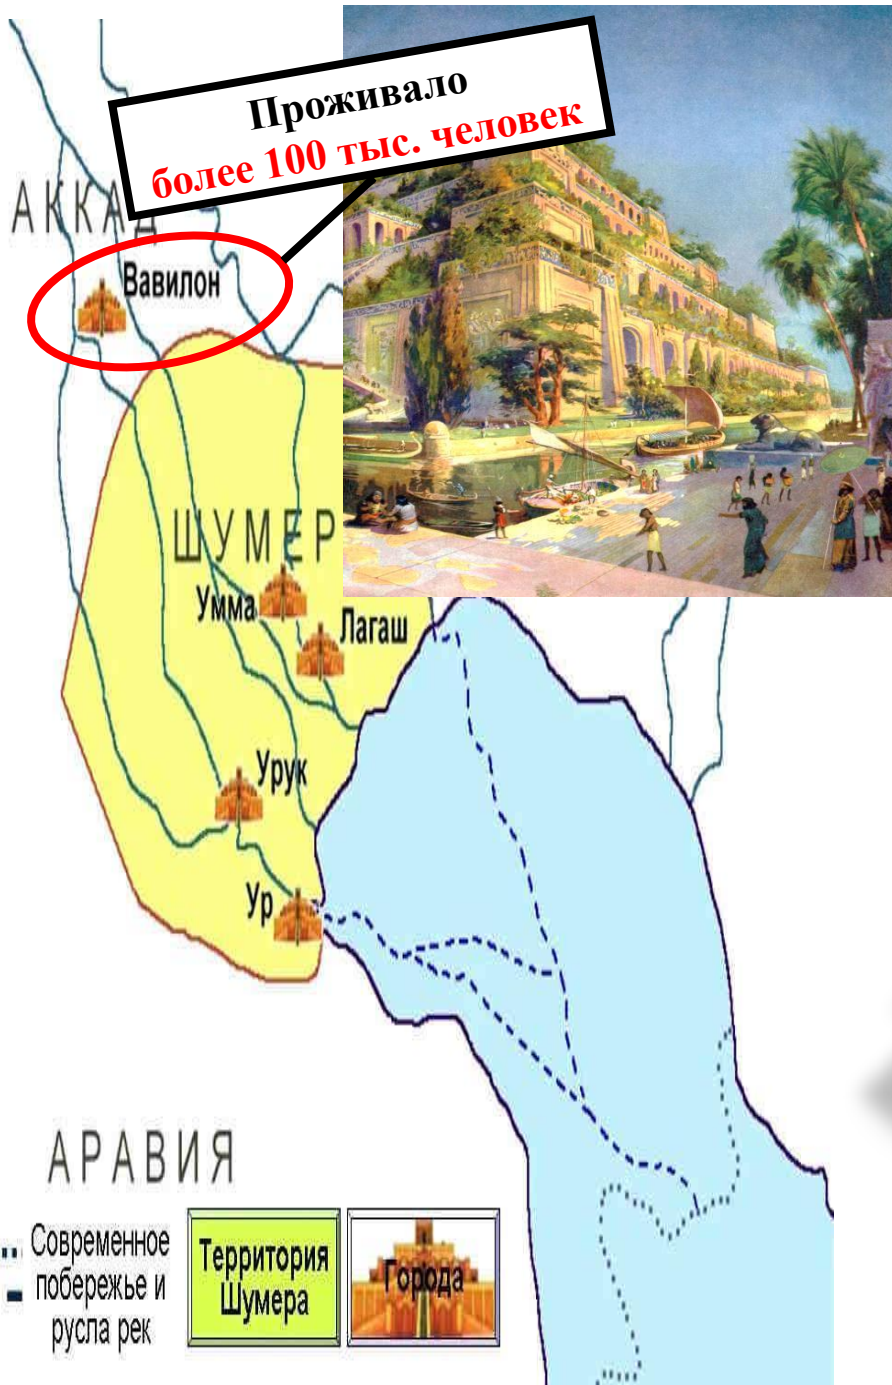 Проживало
более 100 тыс. человек
АККАД
Вавилон
ШУМЕР
Умма
Лагаш
Урук
Ур
АРАВИЯ
Современное
побережье и
русла рек
Территория
Шумера
Города